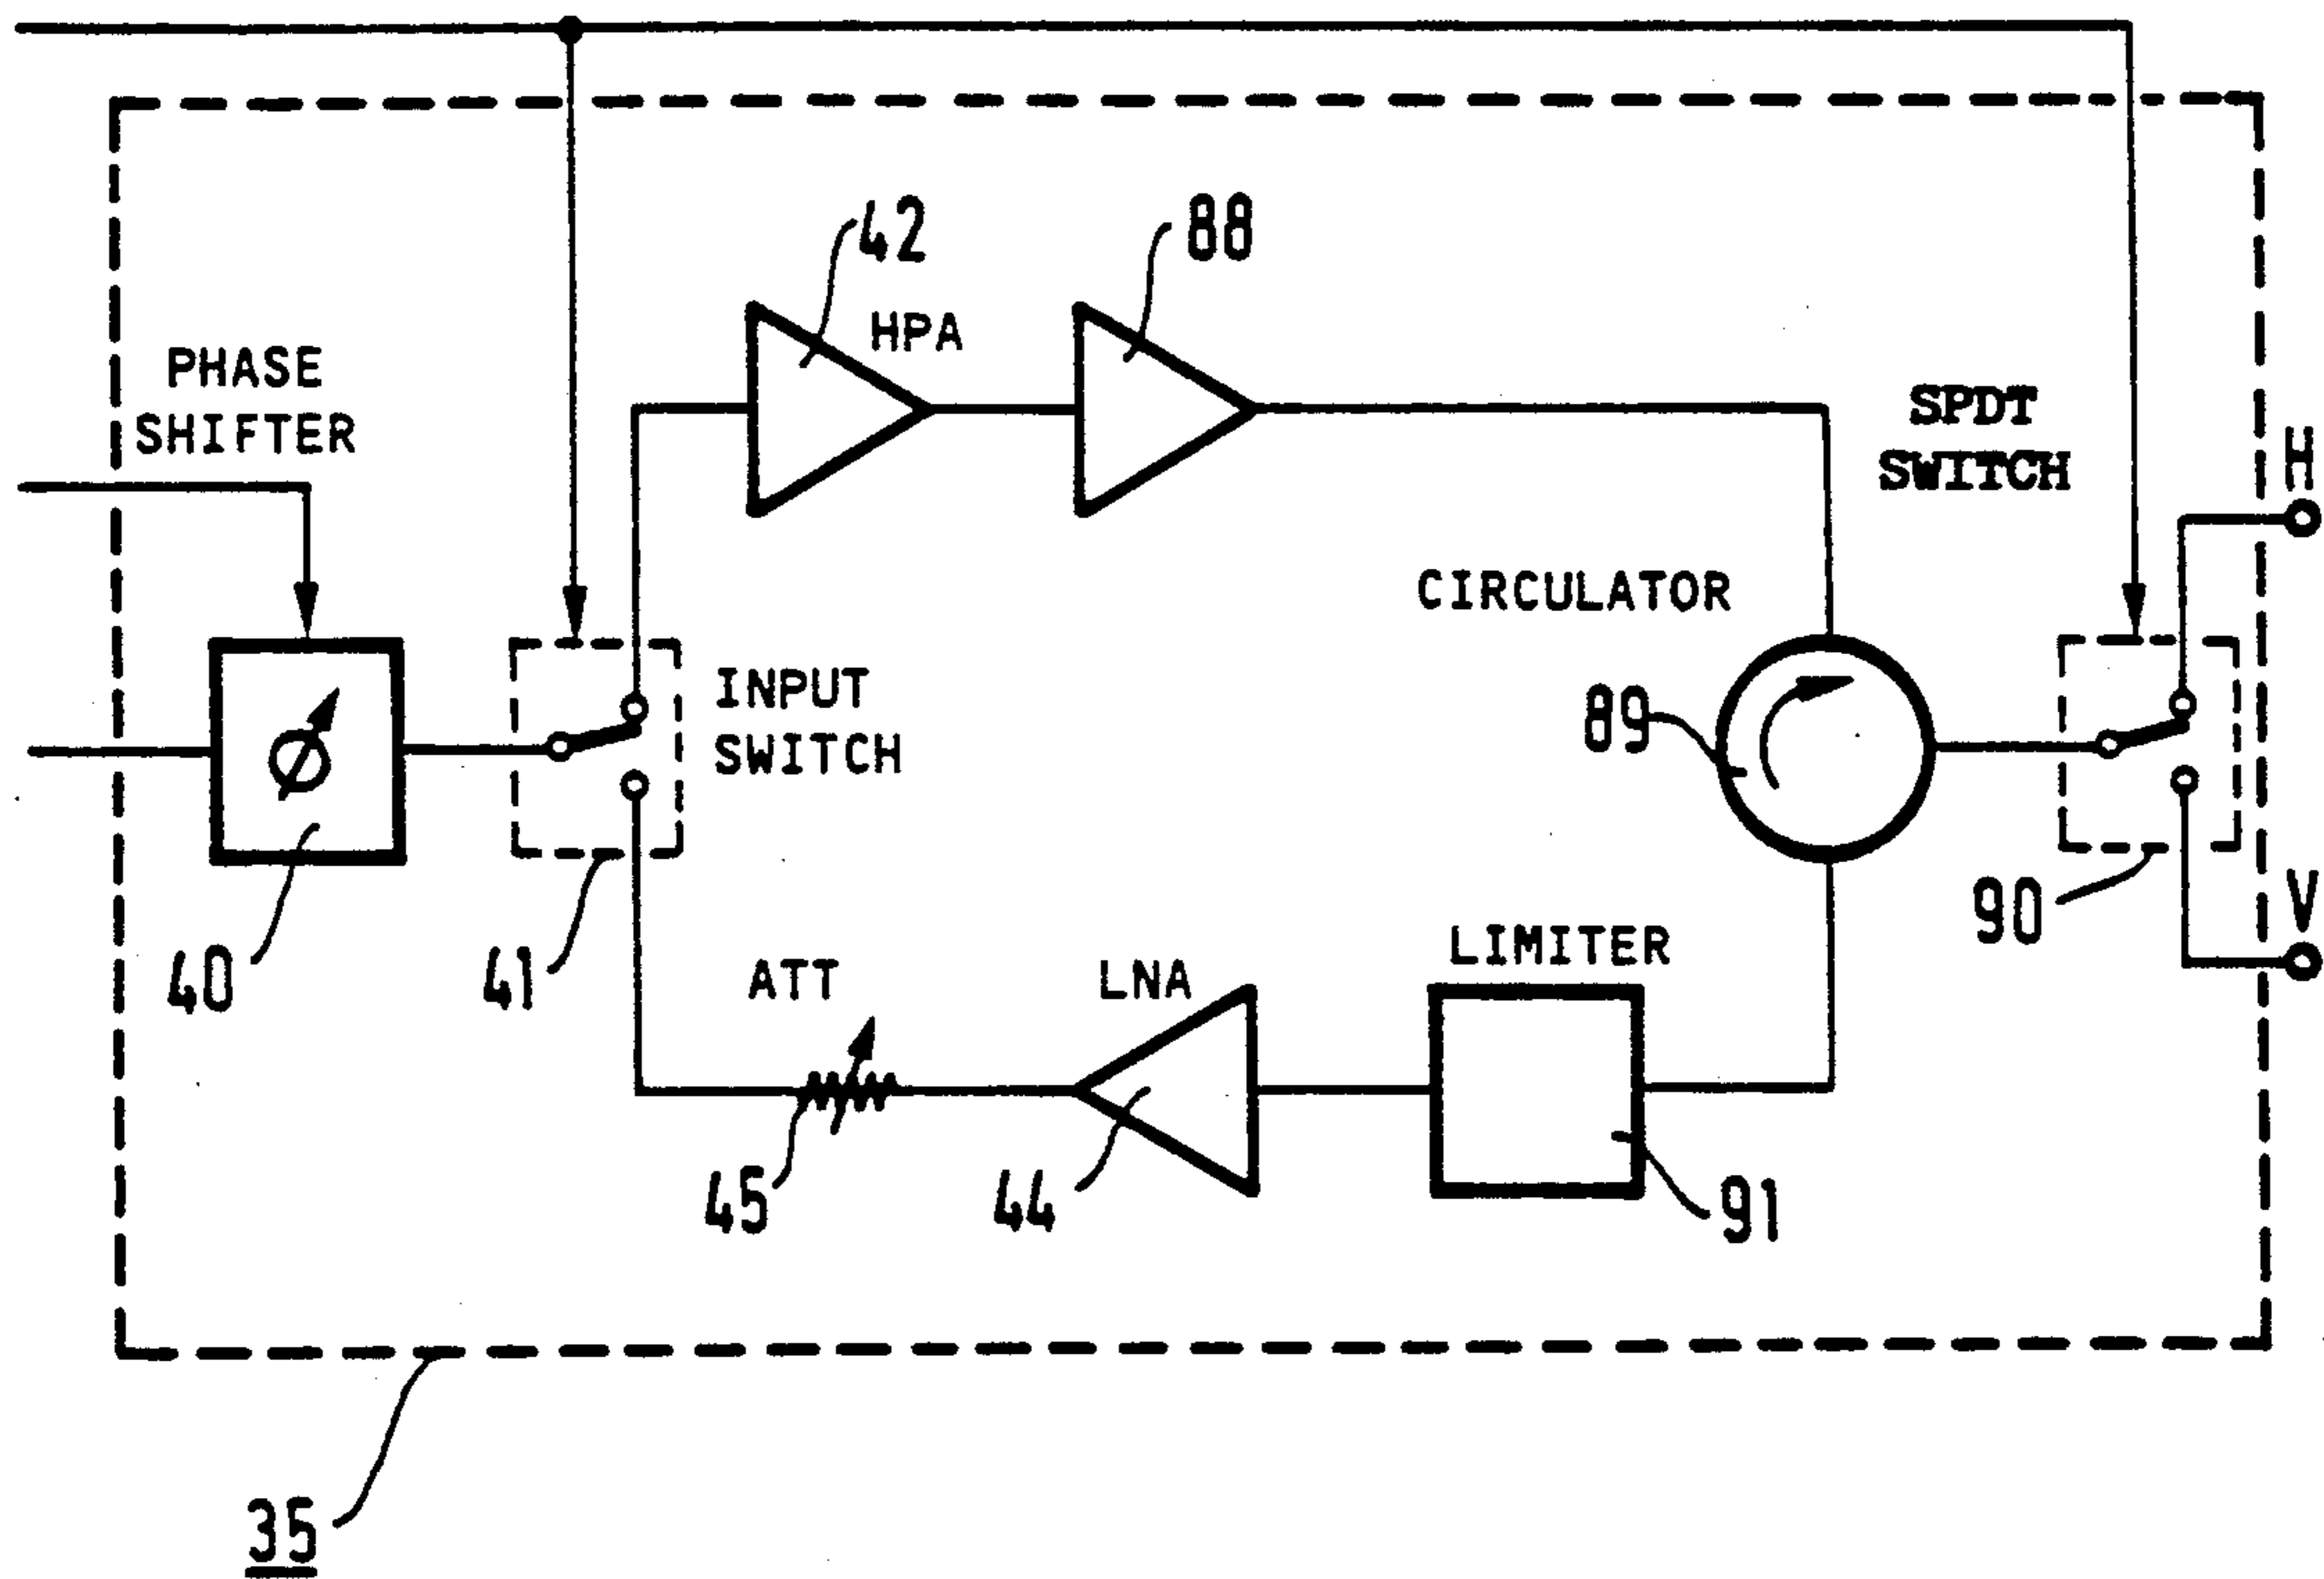 42
88
HPA
PHASE
SHIFTER
SPDT
SWITCH
H
CIRCULATOR
INPUT
SWITCH
89
Ø
40
41
ATT
LNA
LIMITER
90
V
45
44
91
35